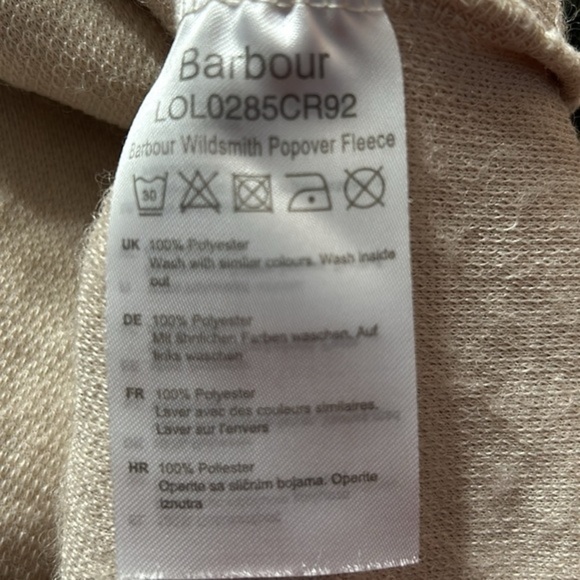 Barbour
LOL0285CR92
Barbour Wildsmith Popover Fleece
30
UK 100% Polyester
Wash with similar colours. Wash inside
out
DE 100% Polyester
Mit ähnlichen Farben waschen. Auf
links waschen
FR 100% Polyester
Laver avec des couleurs similaires.
Laver sur l'envers
HR 100% Poliester
Operite sa sličnim bojama. Operite
iznutra